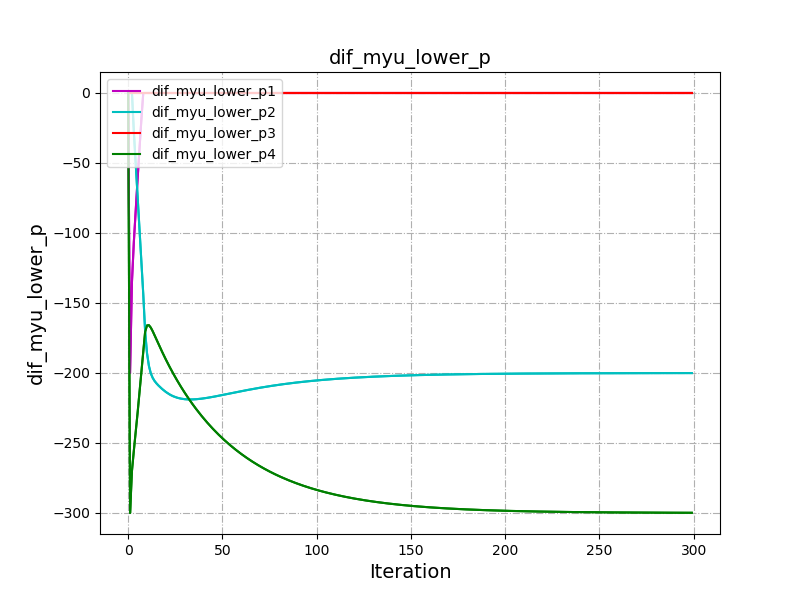 dif_myu_lower_p
dif_myu_lower_p
0
−50
−100
−150
−200
−250
−300
dif_myu_lower_p1
dif_myu_lower_p2
dif_myu_lower_p3
dif_myu_lower_p4
0
50
100
150
200
250
300
Iteration